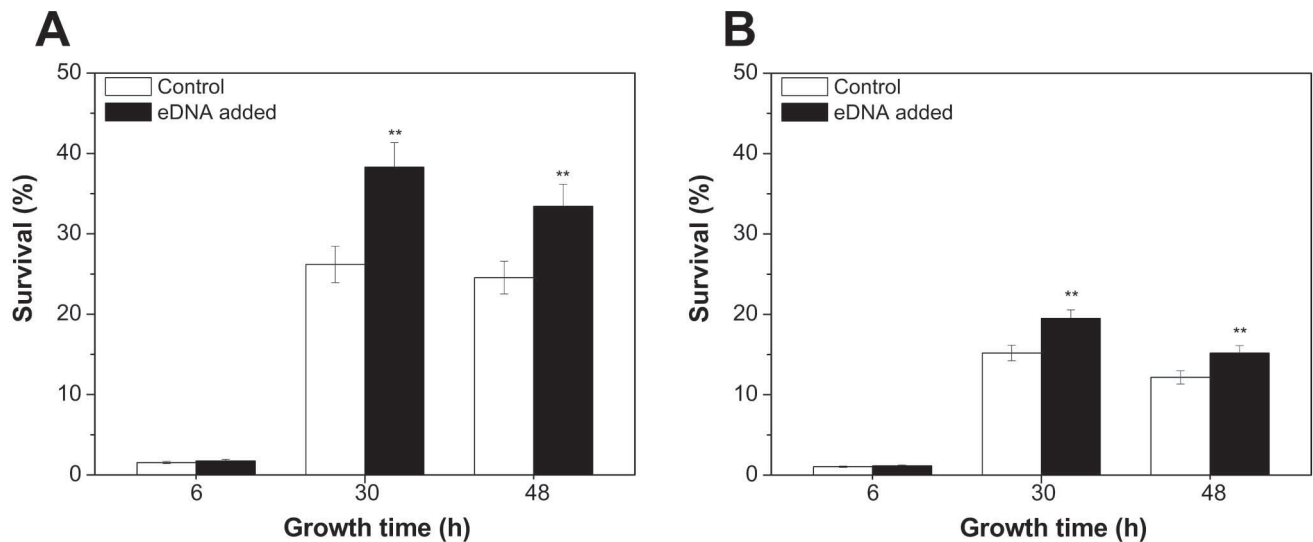 A
50
40
30
20
10
0
Survival (%)
Control
eDNA added
**
**
6
30
48
Growth time (h)
B
50
40
30
20
10
0
Survival (%)
Control
eDNA added
**
**
6
30
48
Growth time (h)